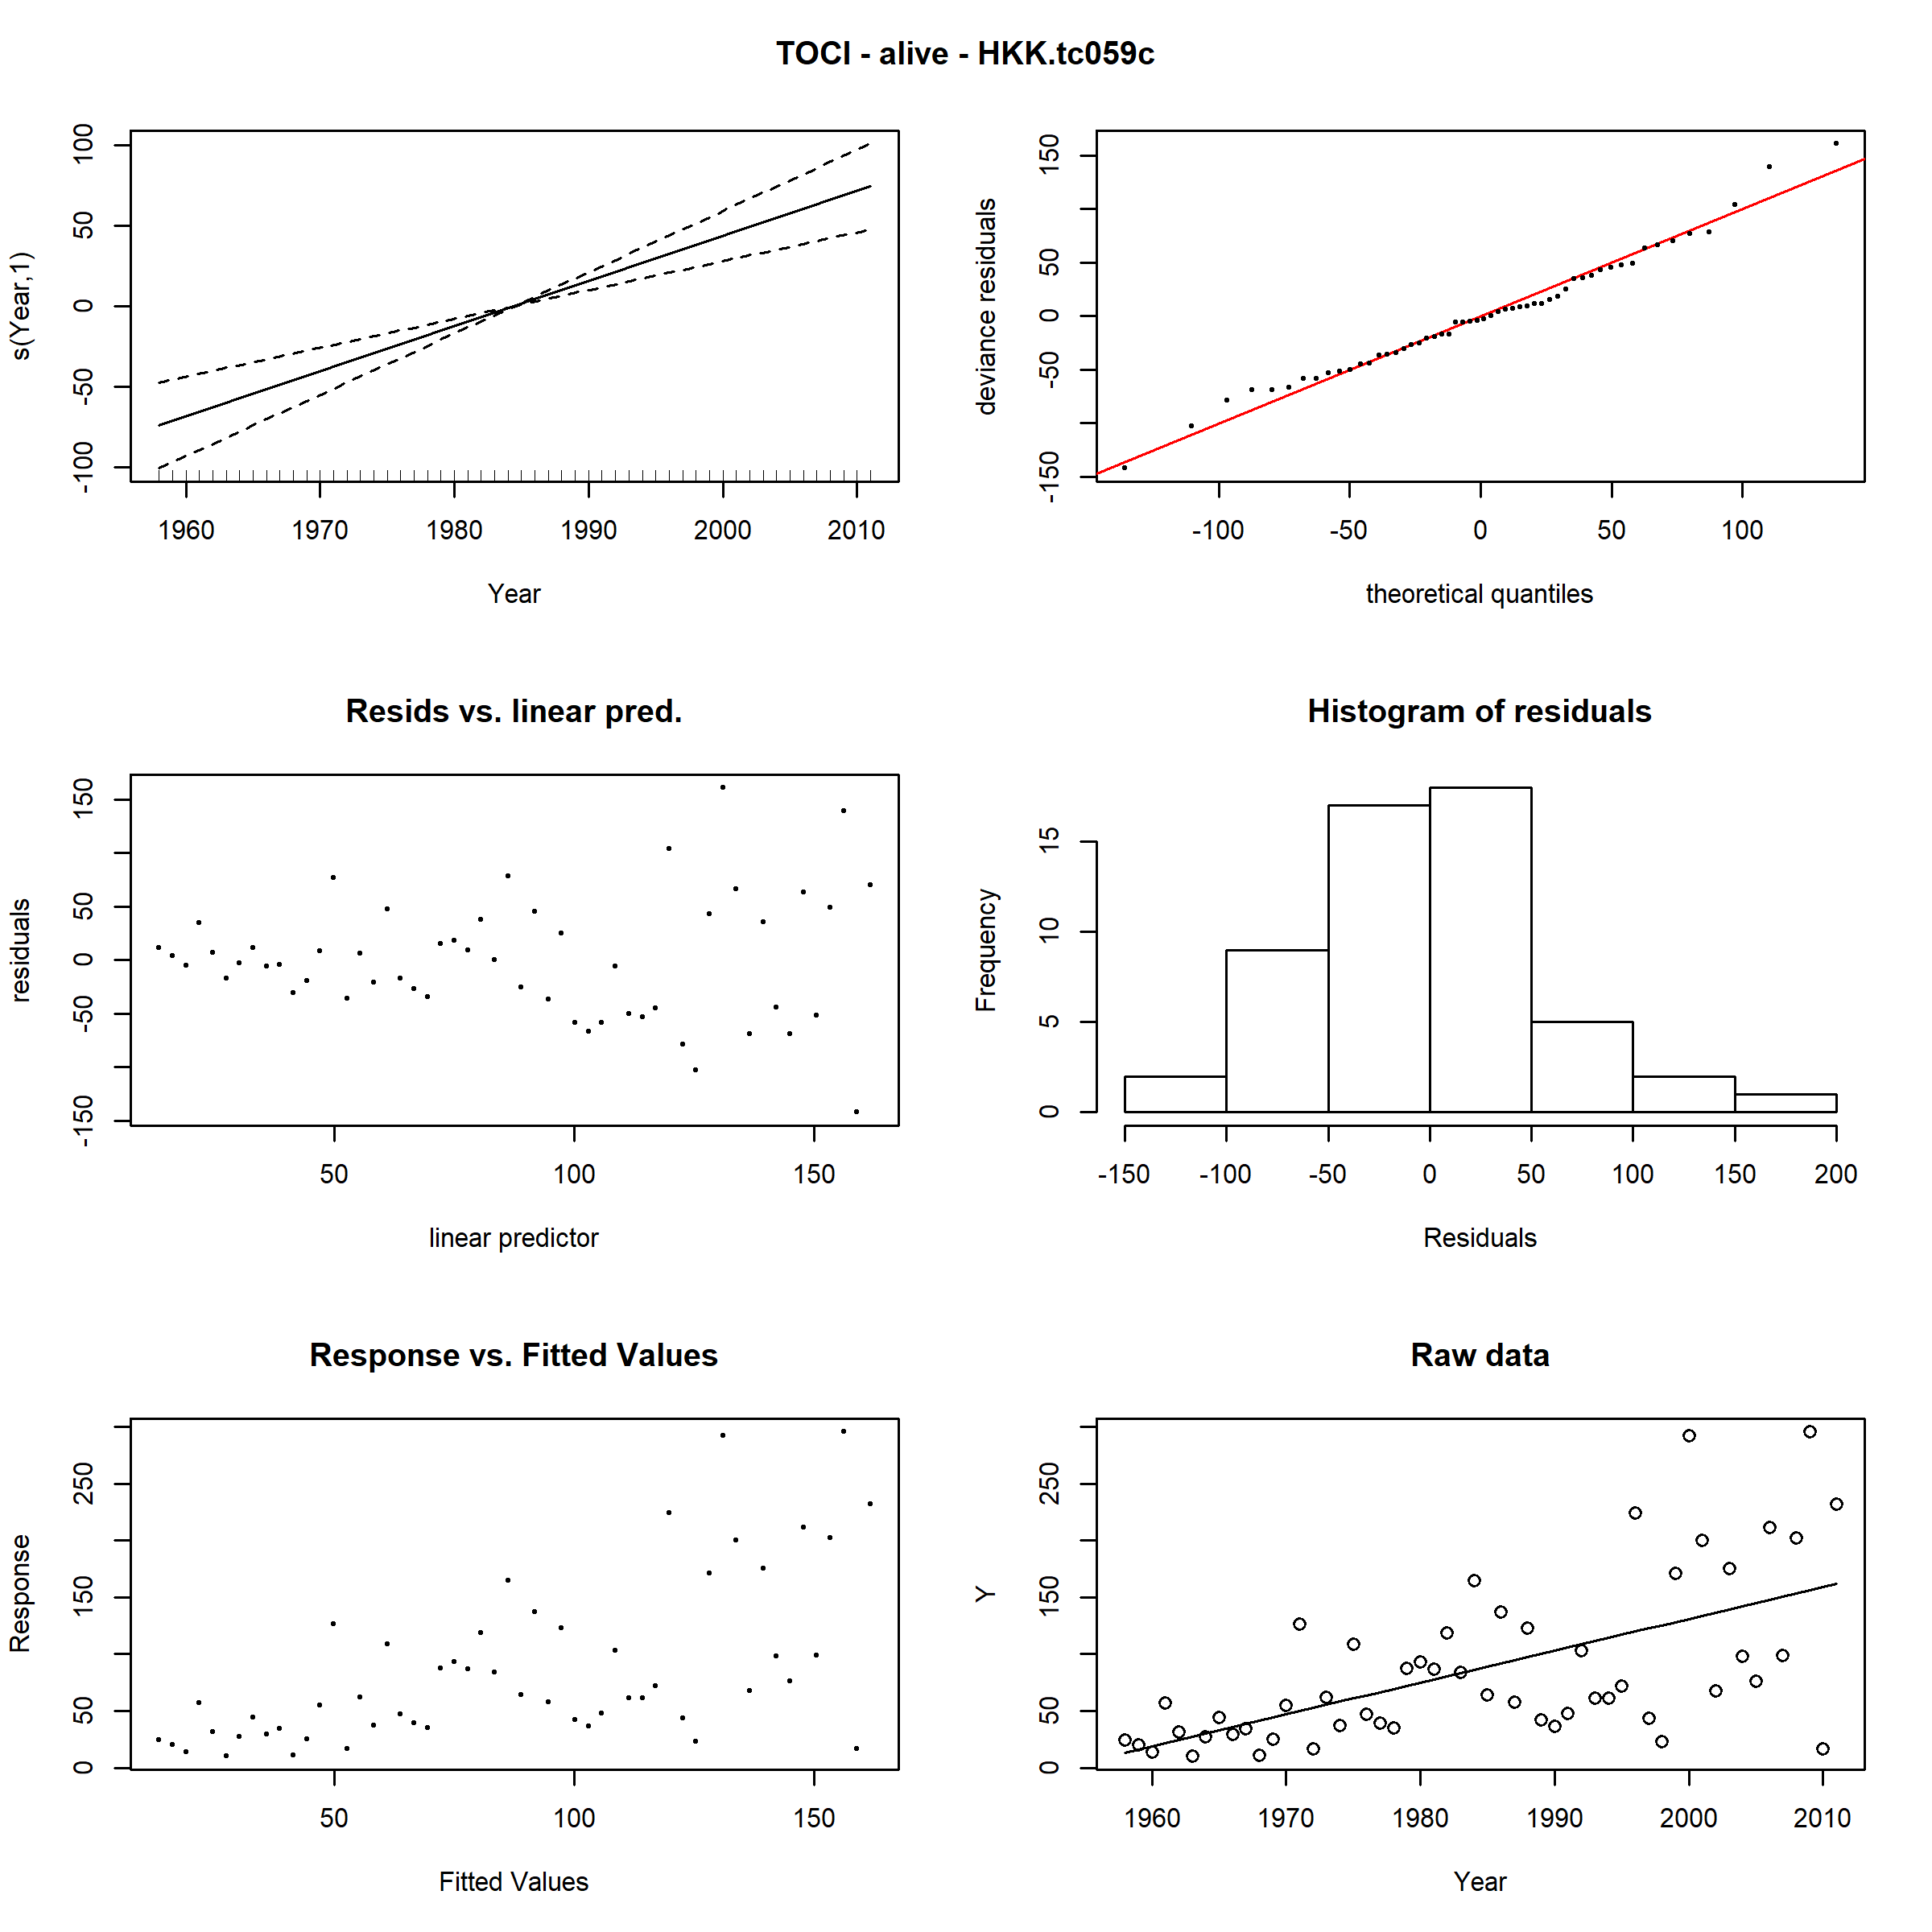 TOCI - alive - HKK.tc059c
s(Year,1)
-100 -50 0 50 100
1960 1970 1980 1990 2000 2010
Year
deviance residuals
-150 -50 0 50 150
-100 -50 0 50 100
theoretical quantiles
Resids vs. linear pred.
residuals
-150 -50 0 50 150
50 100 150
linear predictor
Histogram of residuals
Frequency
0 5 10 15
-150 -100 -50 0 50 100 150 200
Residuals
Response vs. Fitted Values
Response
0 50 150 250
50 100 150
Fitted Values
Raw data
Y
0 50 150 250
1960 1970 1980 1990 2000 2010
Year